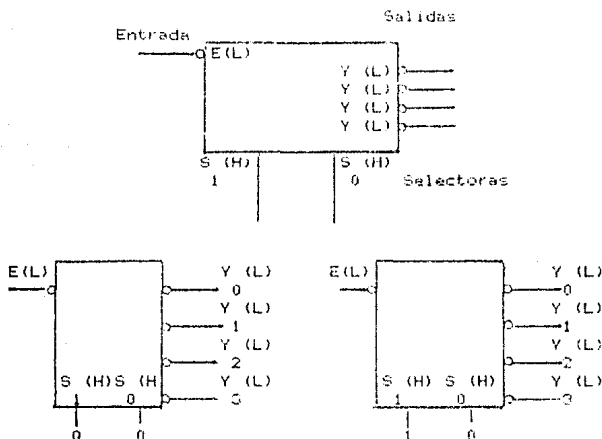 Salidas
Entrada
E(L)
Y (L)
Y (L)
Y (L)
Y (L)
S (H) S (H)
1 0 Selectoras
E(L) Y (L) E(L) Y (L)
0 0
Y (L) Y (L)
1 1
Y (L) Y (L)
2 2
S (H)S (H S (H) S (H) Y (L) Y (L)
1 0 3 1 0 3
0 0 1 0